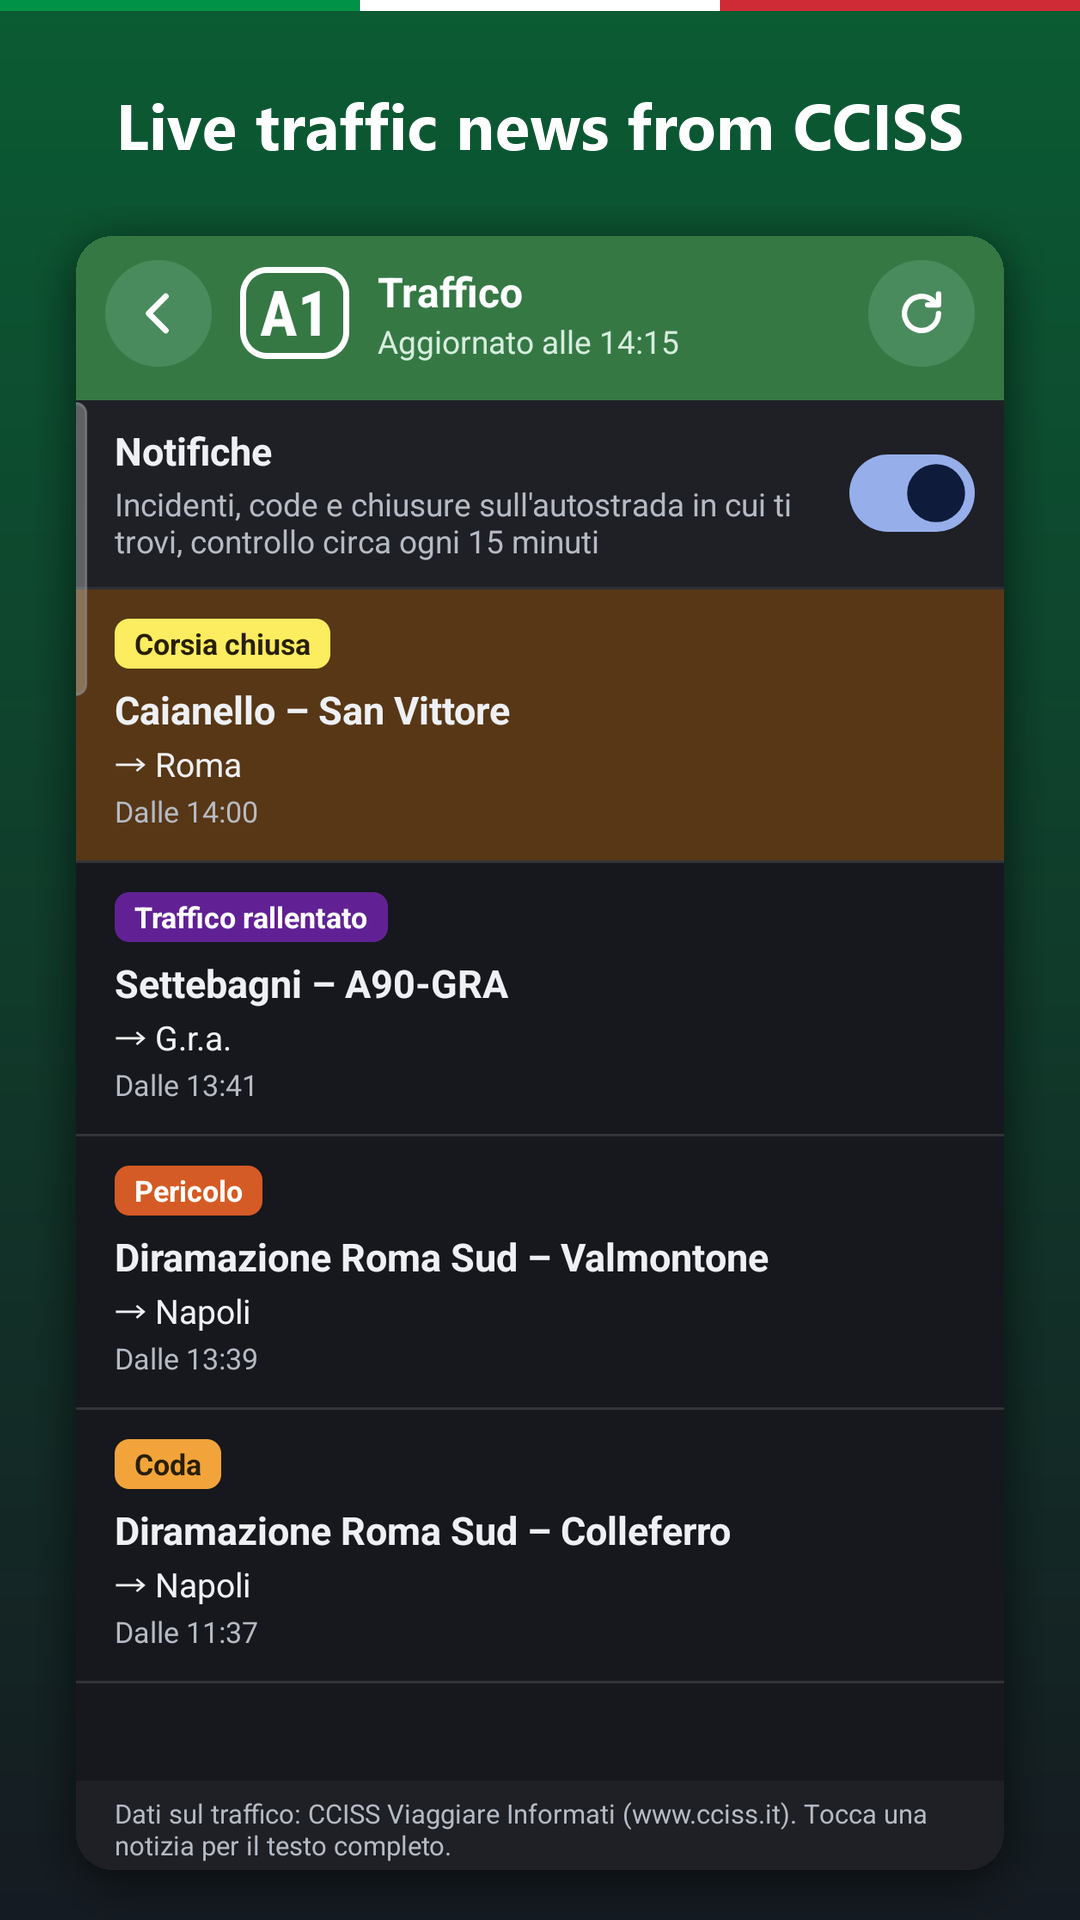 Live traffic news from CCISS
A1
Traffico
Aggiornato alle 14:15
Notifiche
Incidenti, code e chiusure sull'autostrada in cui ti
trovi, controllo circa ogni 15 minuti
Corsia chiusa
Caianello – San Vittore
→ Roma
Dalle 14:00
Traffico rallentato
Settebagni – A90-GRA
→ G.r.a.
Dalle 13:41
Pericolo
Diramazione Roma Sud – Valmontone
→ Napoli
Dalle 13:39
Coda
Diramazione Roma Sud – Colleferro
→ Napoli
Dalle 11:37
Dati sul traffico: CCISS Viaggiare Informati (www.cciss.it). Tocca una
notizia per il testo completo.